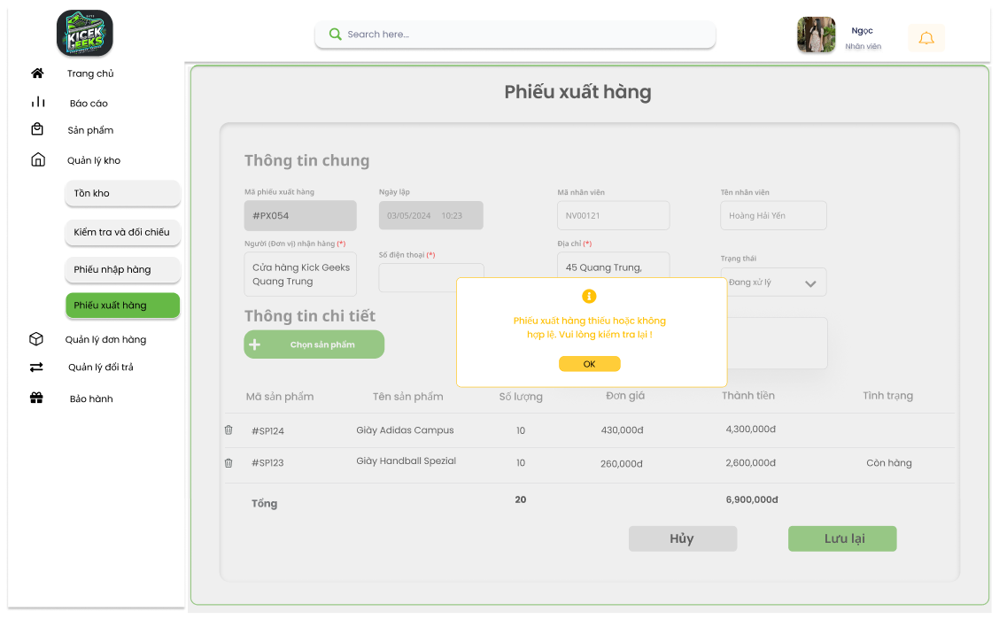 KICEK
GEEKS
Search here...
Ngọc
Nhân viên
Trang chủ
Báo cáo
Sản phẩm
Quản lý kho
Tồn kho
Kiểm tra và đối chiếu
Phiếu nhập hàng
Phiếu xuất hàng
Quản lý đơn hàng
Quản lý đổi trả
Bảo hành
Phiếu xuất hàng
Thông tin chung
Mã phiếu xuất hàng
Ngày lập
Mã nhân viên
Tên nhân viên
#PX054
03/05/2024 10:23
NV00121
Hoàng Hải Yến
Người (Đơn vị) nhận hàng (*)
Số điện thoại (*)
Địa chỉ (*)
Trạng thái
Cửa hàng Kick Geeks
Quang Trung
45 Quang Trung,
Đang xử lý
Phiếu xuất hàng thiếu hoặc không
hợp lệ. Vui lòng kiểm tra lại !
OK
Thông tin chi tiết
Chọn sản phẩm
Mã sản phẩm Tên sản phẩm Số lượng Đơn giá Thành tiền Tình trạng
#SP124 Giày Adidas Campus 10 430,000đ 4,300,000đ
#SP123 Giày Handball Spezial 10 260,000đ 2,600,000đ Còn hàng
Tổng 20 6,900,000đ
Hủy
Lưu lại